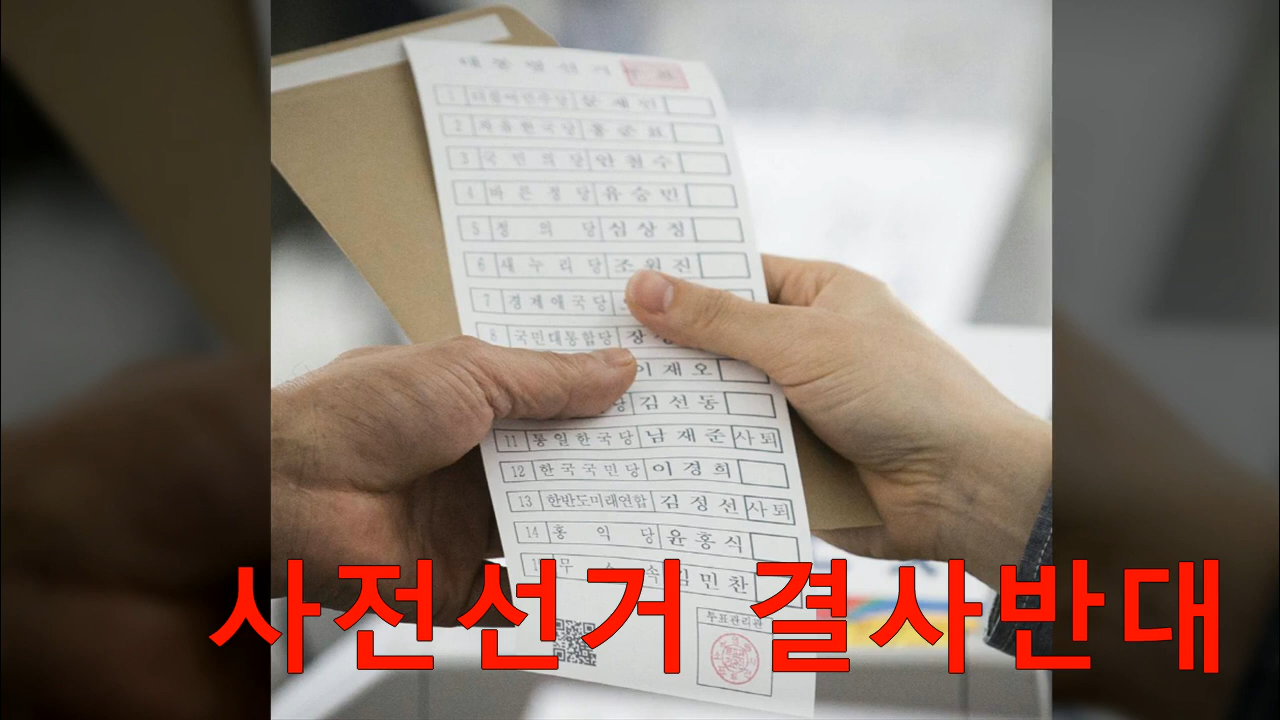 대통령선거투표
1 더불어민주당 문재인
2 자유한국당 홍준표
3 국민의당 안철수
4 바른정당 유승민
5 정의당 심상정
6 새누리당 조원진
7 경제애국당
8 국민대통합당 장
이재오
당 김선동
11 통일한국당 남재준 사퇴
12 한국국민당 이경희
13 한반도미래연합 김정선 사퇴
14 홍익당 윤홍식
무소속 김민찬
투표관리관
사전선거 결사반대